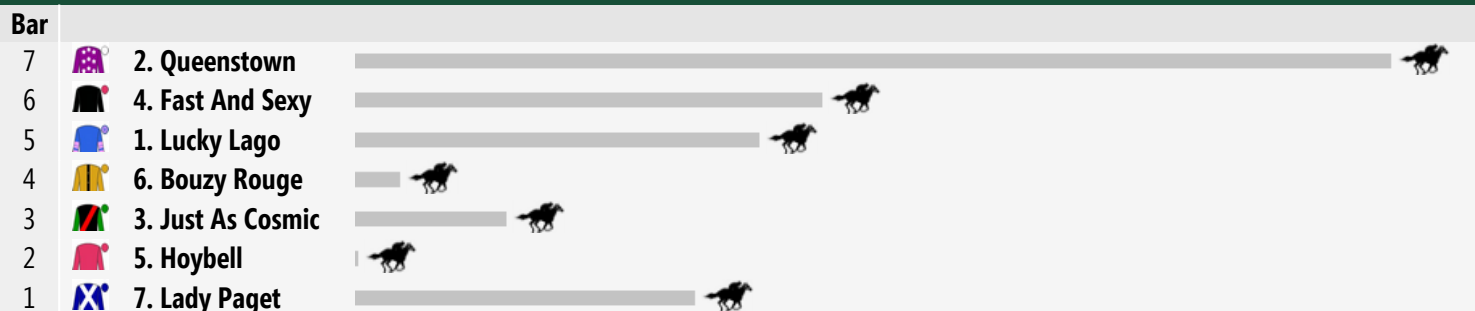 Bar
7 2. Queenstown
6 4. Fast And Sexy
5 1. Lucky Lago
4 6. Bouzy Rouge
3 3. Just As Cosmic
2 5. Hoybell
1 7. Lady Paget